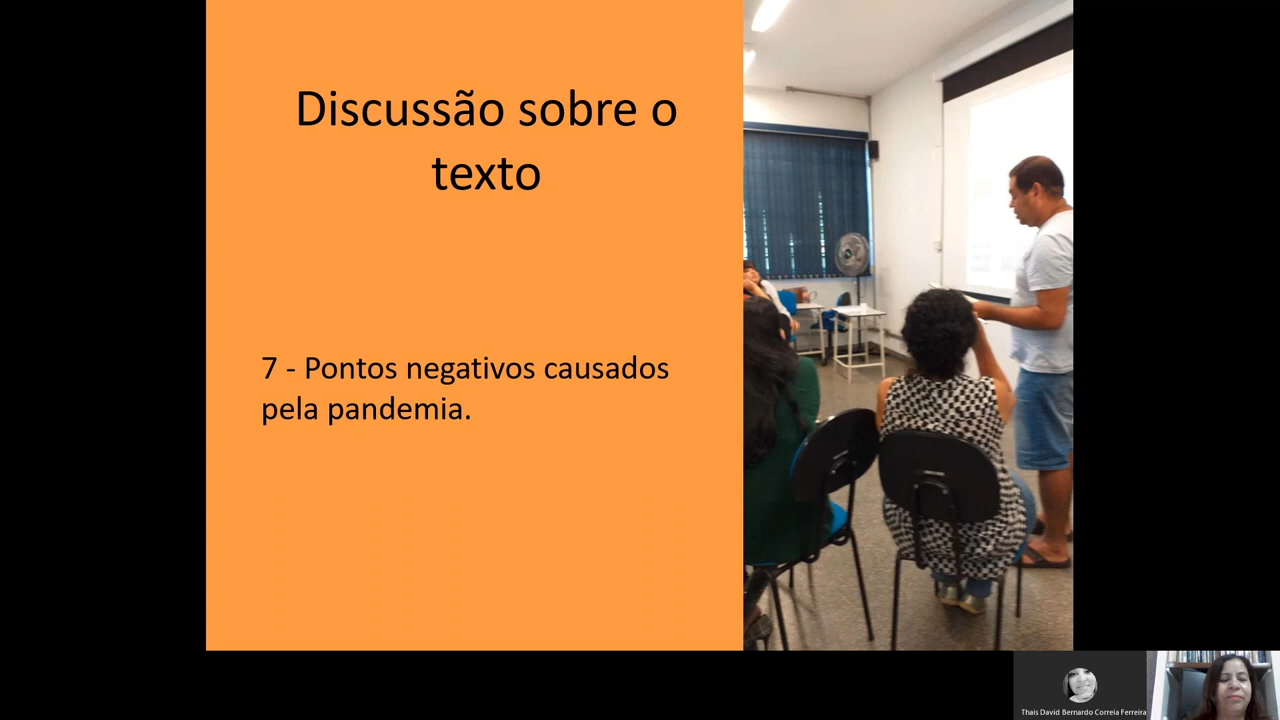 Discussão sobre o
texto
7 - Pontos negativos causados
pela pandemia.
Thais David Bernardo Correia Ferreira